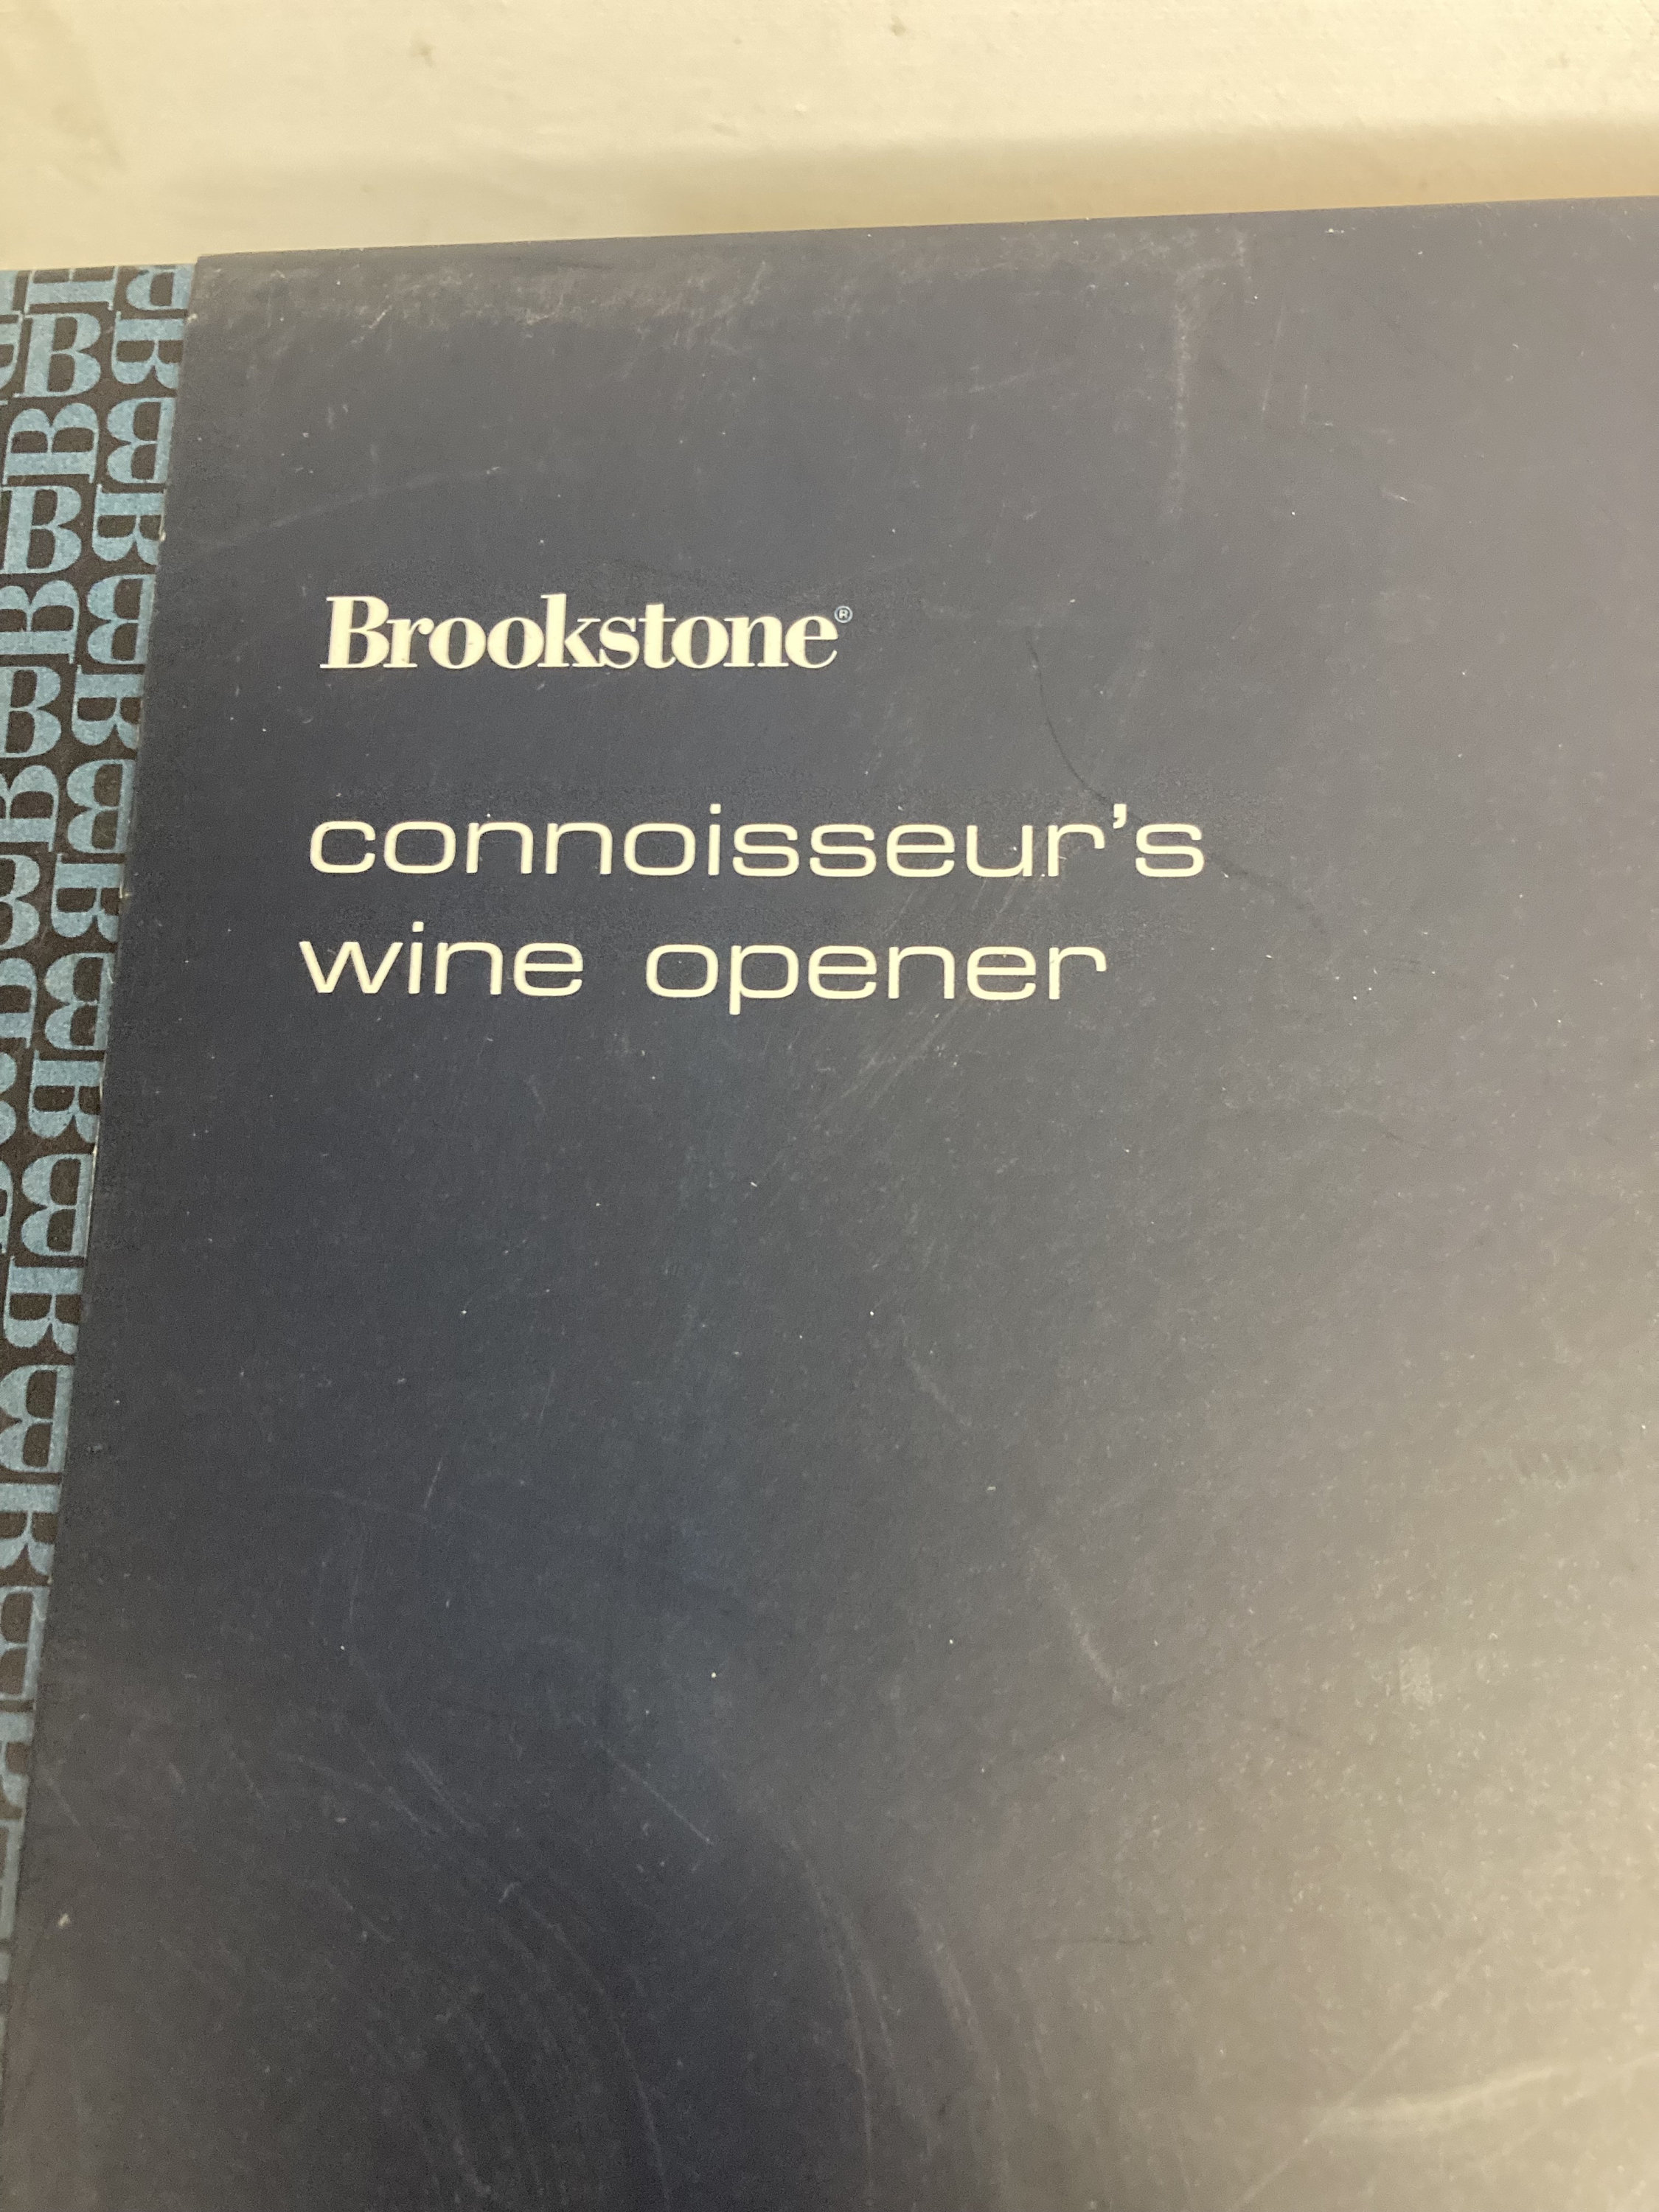 Brookstone®
connoisseur's
wine opener